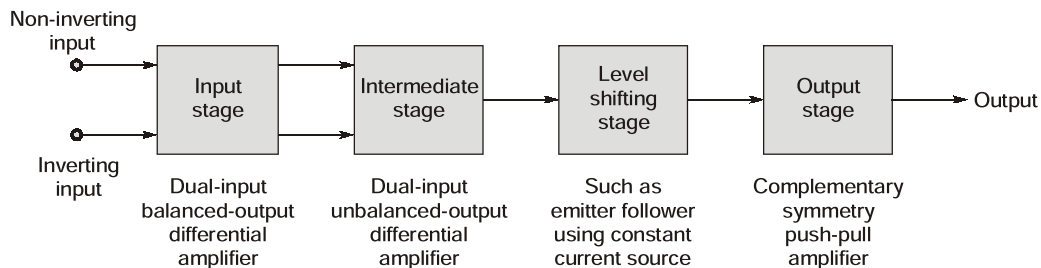 Non-inverting
input
Input
stage
Intermediate
stage
Level
shifting
stage
Output
stage
Output
Inverting
input
Dual-input
balanced-output
differential
amplifier
Dual-input
unbalanced-output
differential
amplifier
Such as
emitter follower
using constant
current source
Complementary
symmetry
push-pull
amplifier